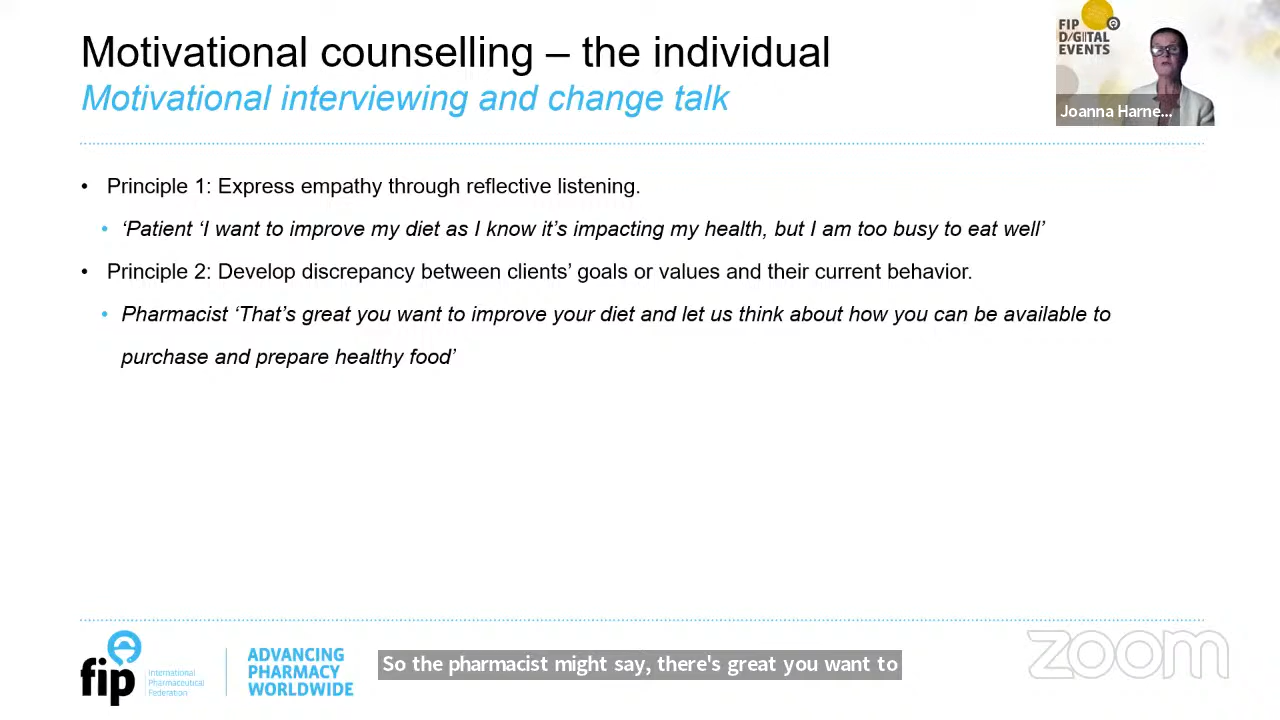 Motivational counselling – the individual
Motivational interviewing and change talk
FIP
DIGITAL
EVENTS
Joanna Harne...
• Principle 1: Express empathy through reflective listening.
• ‘Patient ‘I want to improve my diet as I know it’s impacting my health, but I am too busy to eat well’
• Principle 2: Develop discrepancy between clients’ goals or values and their current behavior.
• Pharmacist ‘That’s great you want to improve your diet and let us think about how you can be available to
purchase and prepare healthy food’
fip
International
Pharmaceutical
Federation
ADVANCING
PHARMACY
WORLDWIDE
So the pharmacist might say, there's great you want to
zoom